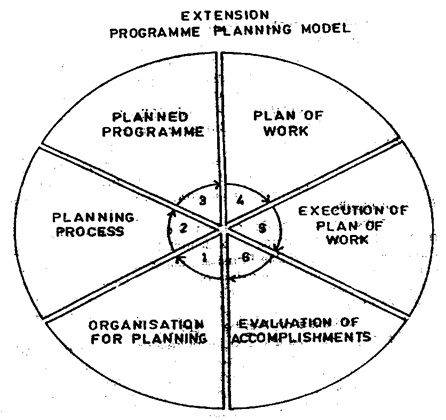 EXTENSION
PROGRAMME PLANNING MODEL
PLANNED
PROGRAMME
PLAN OF
WORK
3
4
PLANNING
PROCESS
2
5
EXECUTION OF
PLAN OF
WORK
1
6
ORGANISATION
FOR PLANNING
EVALUATION OF
ACCOMPLISHMENTS